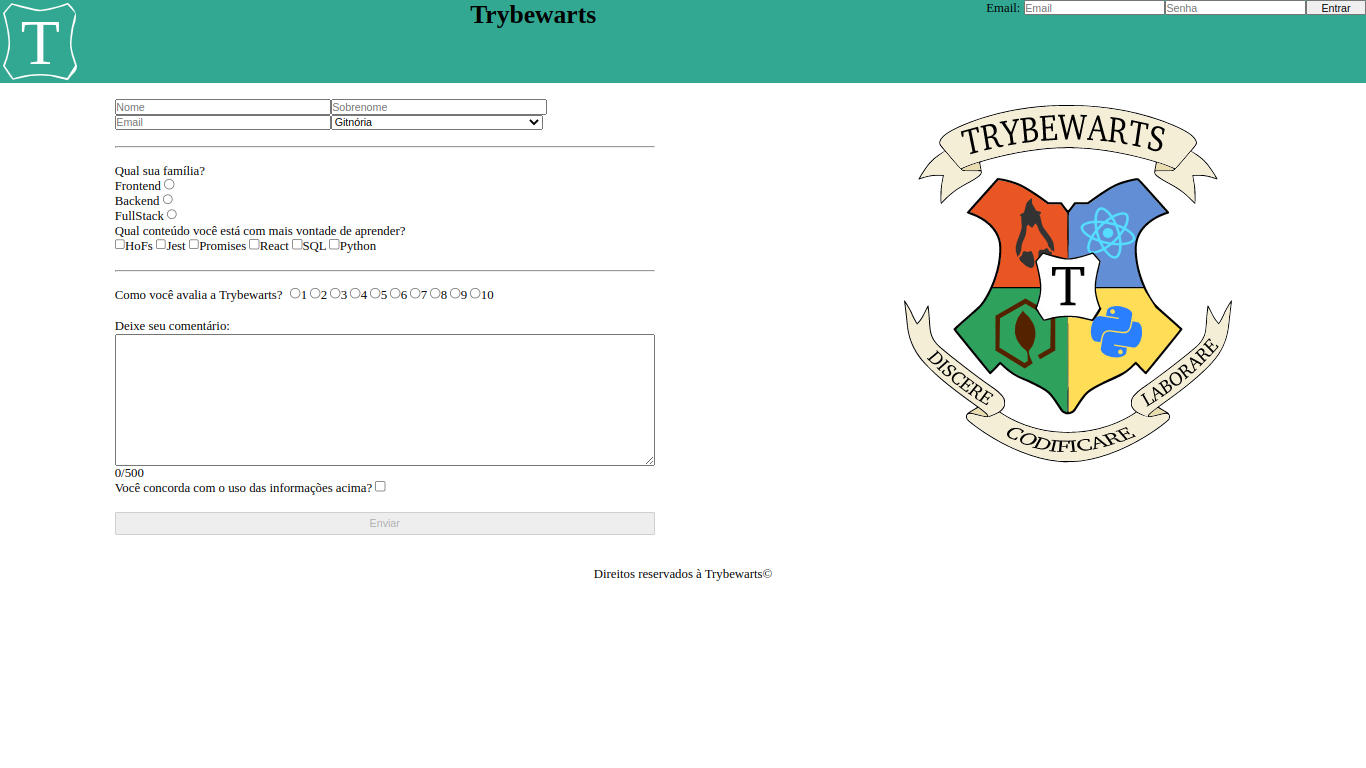 T
Trybewarts
Email: Email Senha Entrar
Nome Sobrenome
Email Gitnória
Qual sua família?
Frontend
Backend
FullStack
Qual conteúdo você está com mais vontade de aprender?
HoFs Jest Promises React SQL Python
Como você avalia a Trybewarts? 1 2 3 4 5 6 7 8 9 10
Deixe seu comentário:
0/500
Você concorda com o uso das informações acima?
Enviar
TRYBEWARTS
T
DISCERE
CODIFICARE
LABORARE
Direitos reservados à Trybewarts©